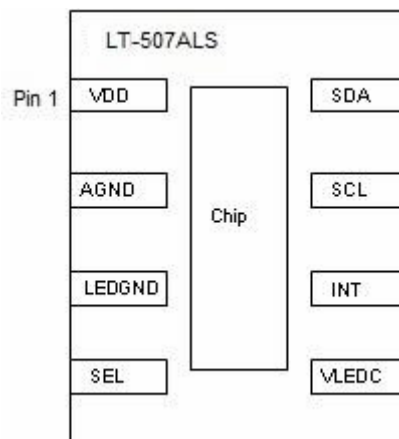 LT-507ALS
Pin 1
VDD
SDA
AGND
SCL
Chip
LEDGND
INT
SEL
VLEDC